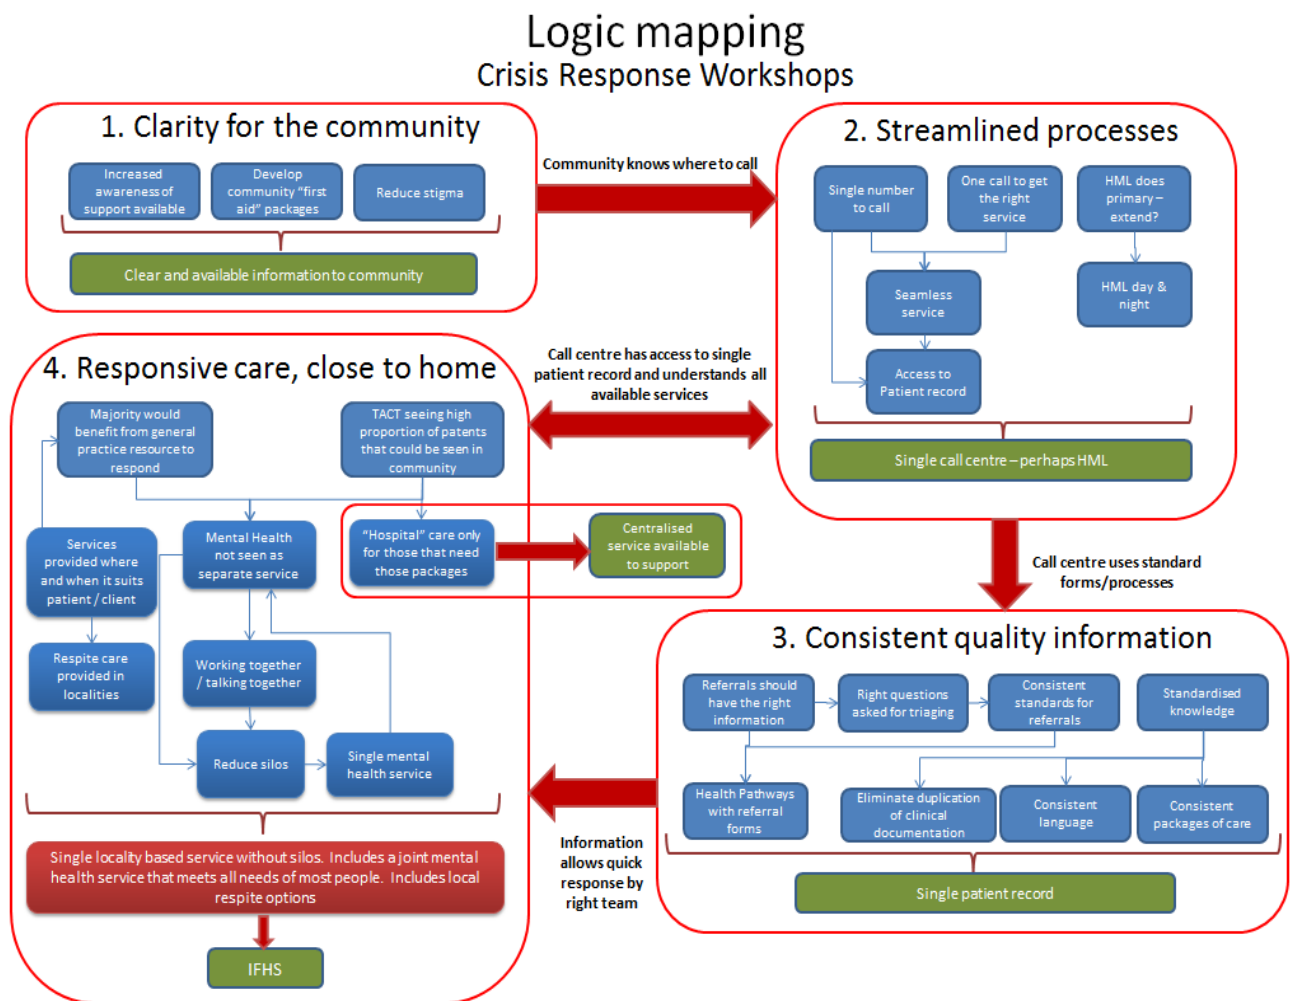 Logic mapping
Crisis Response Workshops
1. Clarity for the community
Increased
awareness of
support available
Develop
community “first
aid” packages
Reduce stigma
Clear and available information to community
Community knows where to call
2. Streamlined processes
Single number
to call
One call to get
the right
service
HML does
primary –
extend?
Seamless
service
HML day &
night
Access to
Patient record
Single call centre – perhaps HML
Call centre has access to single
patient record and understands all
available services
4. Responsive care, close to home
Majority would
benefit from general
practice resource to
respond
TACT seeing high
proportion of patents
that could be seen in
community
Services
provided where
and when it suits
patient / client
Mental Health
not seen as
separate service
“Hospital” care only
for those that need
those packages
Centralised
service available
to support
Respite care
provided in
localities
Working together
/ talking together
Reduce silos
Single mental
health service
Single locality based service without silos. Includes a joint mental
health service that meets all needs of most people. Includes local
respite options
IFHS
Call centre uses standard
forms/processes
3. Consistent quality information
Referrals should
have the right
information
Right questions
asked for triaging
Consistent
standards for
referrals
Standardised
knowledge
Health Pathways
with referral
forms
Eliminate duplication
of clinical
documentation
Consistent
language
Consistent
packages of care
Single patient record
Information
allows quick
response by
right team